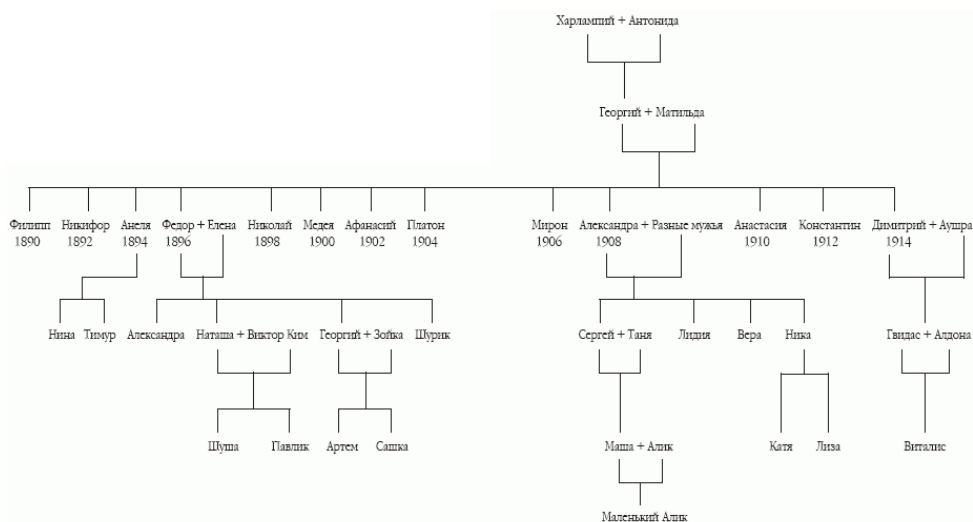 Харлампий + Антонида
Георгий + Матильда
Филипп Никифор Анеля Федор + Елена Николай Медея Афанасий Платон Мирон Александра + Разные мужья Анастасия Константин Димитрий + Аушра
1890 1892 1894 1896 1898 1900 1902 1904 1906 1908 1910 1912 1914
Нина Тимур Александра Наташа + Виктор Ким Георгий + Зойка Шурик Сергей + Таня Лидия Вера Ника Гвидас + Алдона
Шуша Павлик Артем Сашка Маша + Алик Катя Лиза Виталис
Маленький Алик